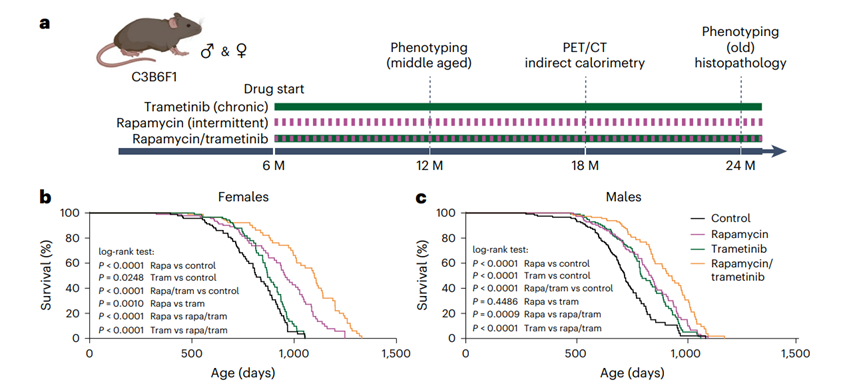 a
♂ & ♀
C3B6F1
Phenotyping
(middle aged)
PET/CT
indirect calorimetry
Phenotyping
(old)
histopathology
Drug start
Trametinib (chronic)
Rapamycin (intermittent)
Rapamycin/trametinib
6 M
12 M
18 M
24 M
b
Females
Survival (%)
100
80
60
40
20
0
log-rank test:
P < 0.0001 Rapa vs control
P = 0.0248 Tram vs control
P < 0.0001 Rapa/tram vs control
P = 0.0010 Rapa vs tram
P < 0.0001 Rapa vs rapa/tram
P < 0.0001 Tram vs rapa/tram
0
500
1,000
1,500
Age (days)
c
Males
Survival (%)
100
80
60
40
20
0
log-rank test:
P < 0.0001 Rapa vs control
P < 0.0001 Tram vs control
P < 0.0001 Rapa/tram vs control
P = 0.4486 Rapa vs tram
P = 0.0009 Rapa vs rapa/tram
P < 0.0001 Tram vs rapa/tram
0
500
1,000
1,500
Age (days)
Control
Rapamycin
Trametinib
Rapamycin/
trametinib